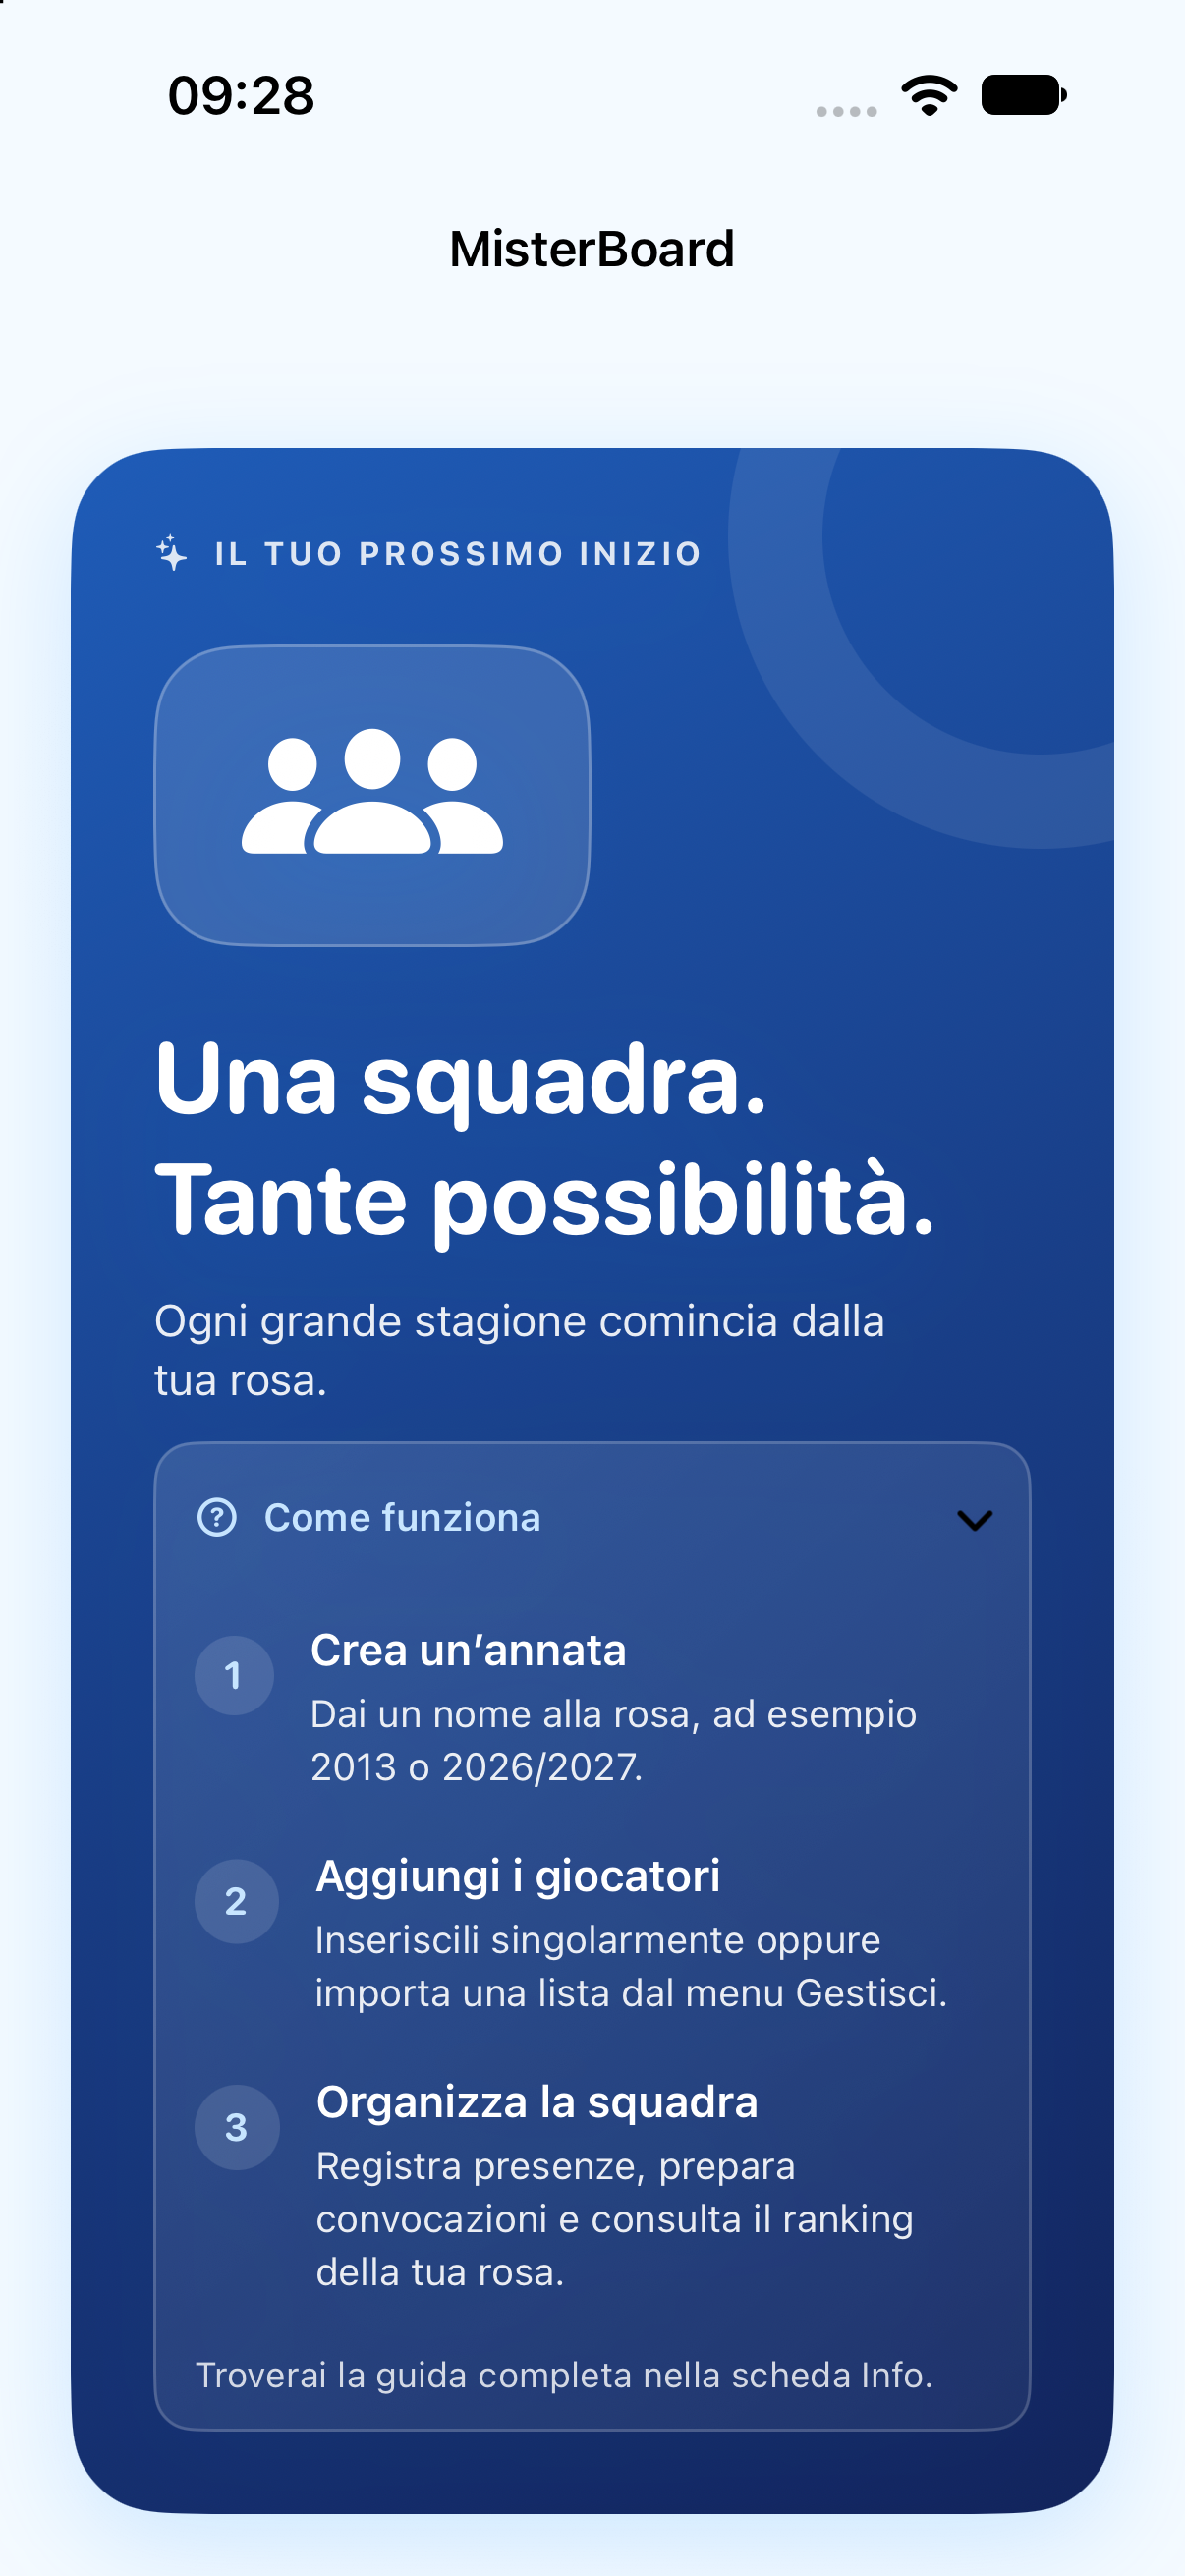 09:28
MisterBoard
IL TUO PROSSIMO INIZIO
Una squadra.
Tante possibilità.
Ogni grande stagione comincia dalla
tua rosa.
? Come funziona
1
Crea un’annata
Dai un nome alla rosa, ad esempio
2013 o 2026/2027.
2
Aggiungi i giocatori
Inseriscili singolarmente oppure
importa una lista dal menu Gestisci.
3
Organizza la squadra
Registra presenze, prepara
convocazioni e consulta il ranking
della tua rosa.
Troverai la guida completa nella scheda Info.